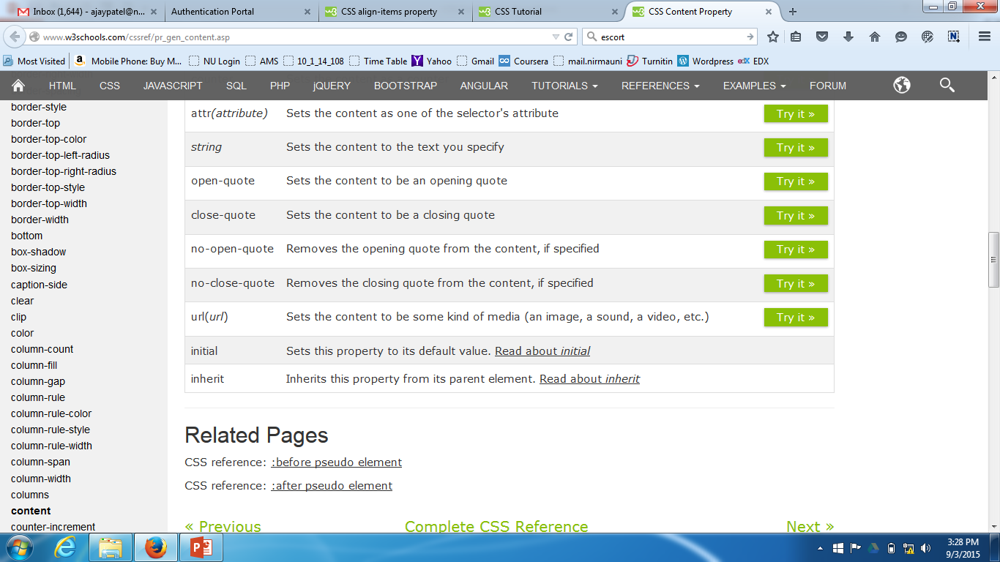 Inbox (1,644) - ajaypatel@n...
Authentication Portal
CSS align-items property
CSS Tutorial
CSS Content Property
www.w3schools.com/cssref/pr_gen_content.asp
escort
Most Visited
Mobile Phone: Buy M...
NU Login
AMS
10_1_14_108
Time Table
Yahoo
Gmail
Coursera
mail.nirmauni
Turnitin
Wordpress
EDX
HTML CSS JAVASCRIPT SQL PHP jQUERY BOOTSTRAP ANGULAR TUTORIALS REFERENCES EXAMPLES FORUM
border-style
border-top
border-top-color
border-top-left-radius
border-top-right-radius
border-top-style
border-top-width
border-width
bottom
box-shadow
box-sizing
caption-side
clear
clip
color
column-count
column-fill
column-gap
column-rule
column-rule-color
column-rule-style
column-rule-width
column-span
column-width
columns
content
counter-increment
attr(attribute) Sets the content as one of the selector's attribute Try it »
string Sets the content to the text you specify Try it »
open-quote Sets the content to be an opening quote Try it »
close-quote Sets the content to be a closing quote Try it »
no-open-quote Removes the opening quote from the content, if specified Try it »
no-close-quote Removes the closing quote from the content, if specified Try it »
url(url) Sets the content to be some kind of media (an image, a sound, a video, etc.) Try it »
initial Sets this property to its default value. Read about initial
inherit Inherits this property from its parent element. Read about inherit
Related Pages
CSS reference: :before pseudo element
CSS reference: :after pseudo element
« Previous Complete CSS Reference Next »
3:28 PM
9/3/2015